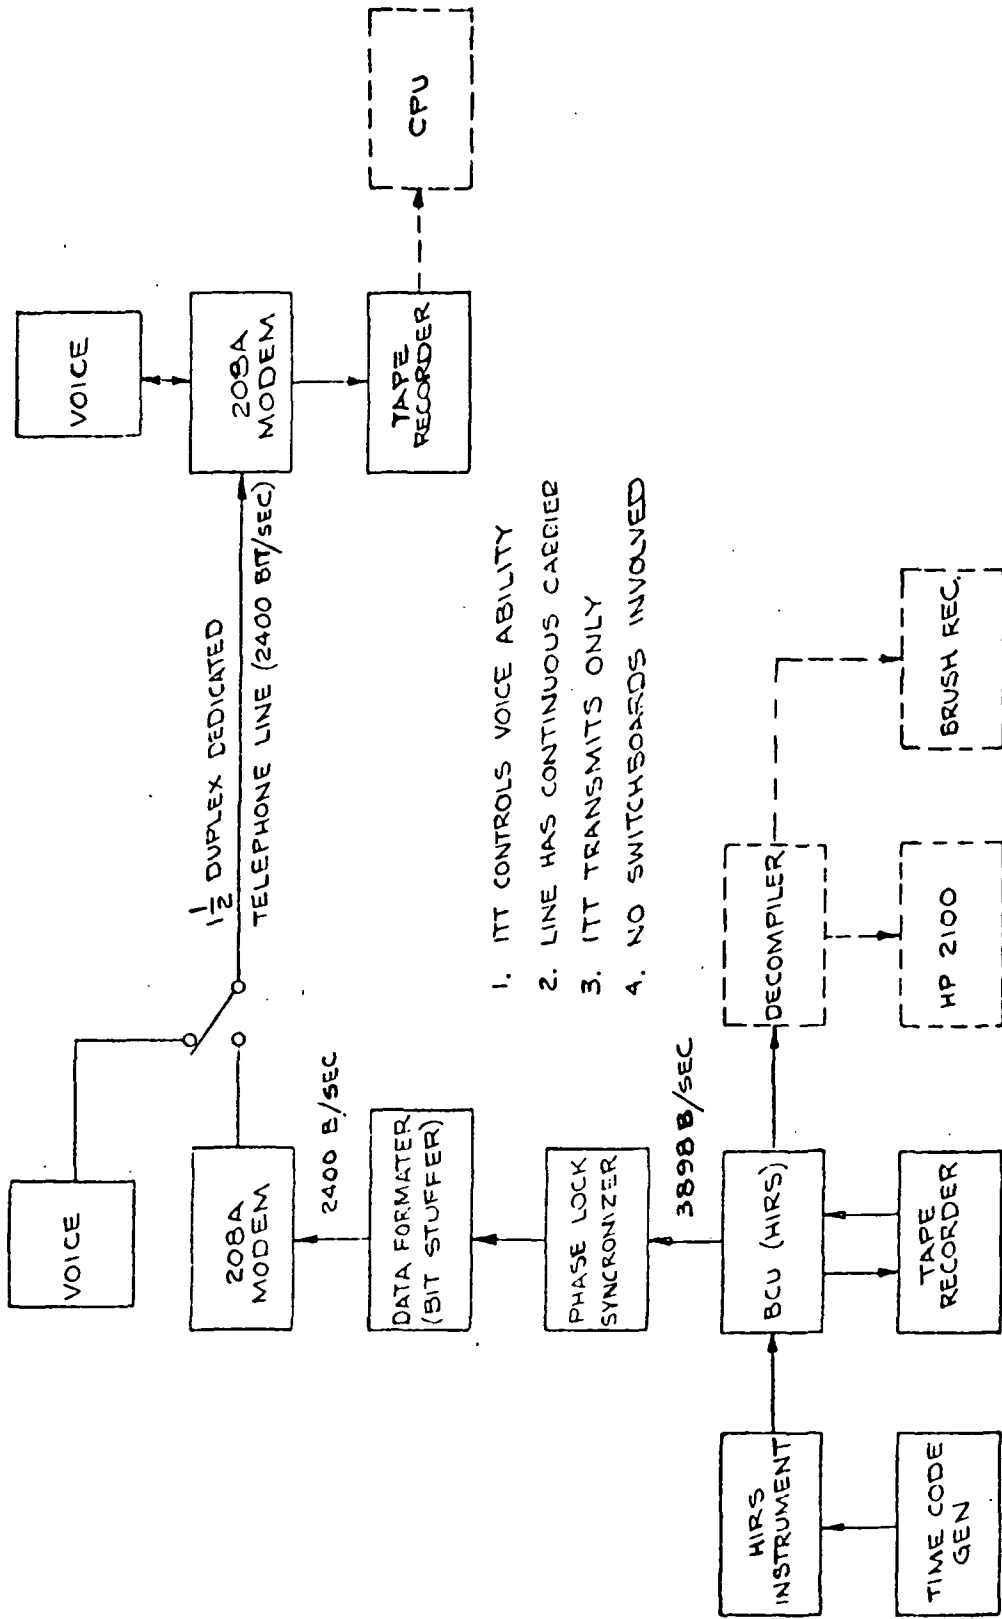 VOICE
VOICE
208A
MODEM
1 1/2 DUPLEX DEDICATED
TELEPHONE LINE (2400 BIT/SEC)
208A
MODEM
2400 B/SEC
DATA FORMATER
(BIT STUFFER)
TAPE
RECORDER
CPU
1. ITT CONTROLS VOICE ABILITY
2. LINE HAS CONTINUOUS CARRIER
3. ITT TRANSMITS ONLY
4. NO SWITCHBOARDS INVOLVED
PHASE LOCK
SYNCRONIZER
3898 B/SEC
HIRS
INSTRUMENT
BCU (HIRS)
DECOMPILER
TIME CODE
GEN
TAPE
RECORDER
HP 2100
BRUSH REC.